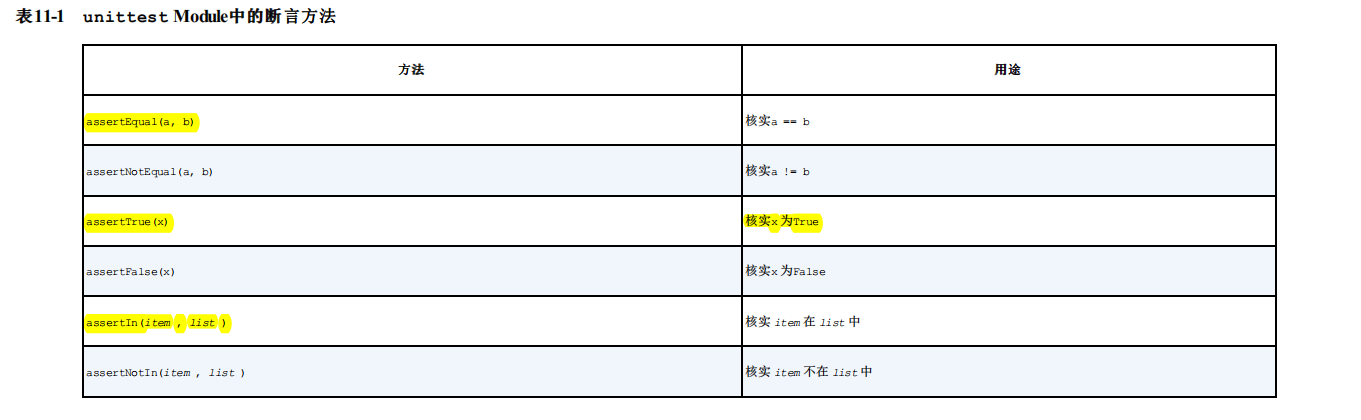 表11-1 unittest Module中的断言方法
方法 用途
assertEqual(a, b) 核实a == b
assertNotEqual(a, b) 核实a != b
assertTrue(x) 核实x 为True
assertFalse(x) 核实x 为False
assertIn(item , list ) 核实 item 在 list 中
assertNotIn(item , list ) 核实 item 不在 list 中